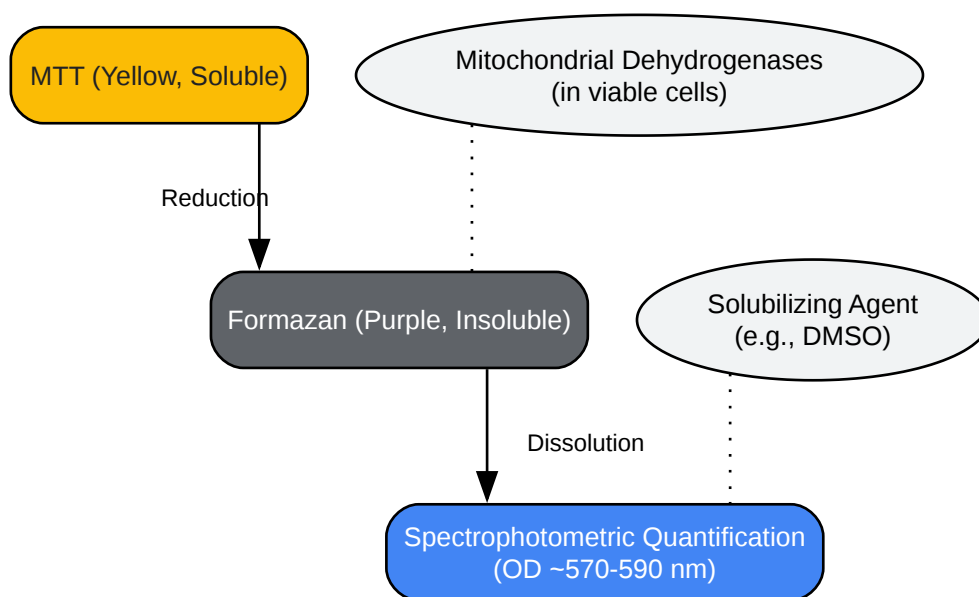 MTT (Yellow, Soluble)
Mitochondrial Dehydrogenases
(in viable cells)
Reduction
Formazan (Purple, Insoluble)
Solubilizing Agent
(e.g., DMSO)
Dissolution
Spectrophotometric Quantification
(OD ~570-590 nm)